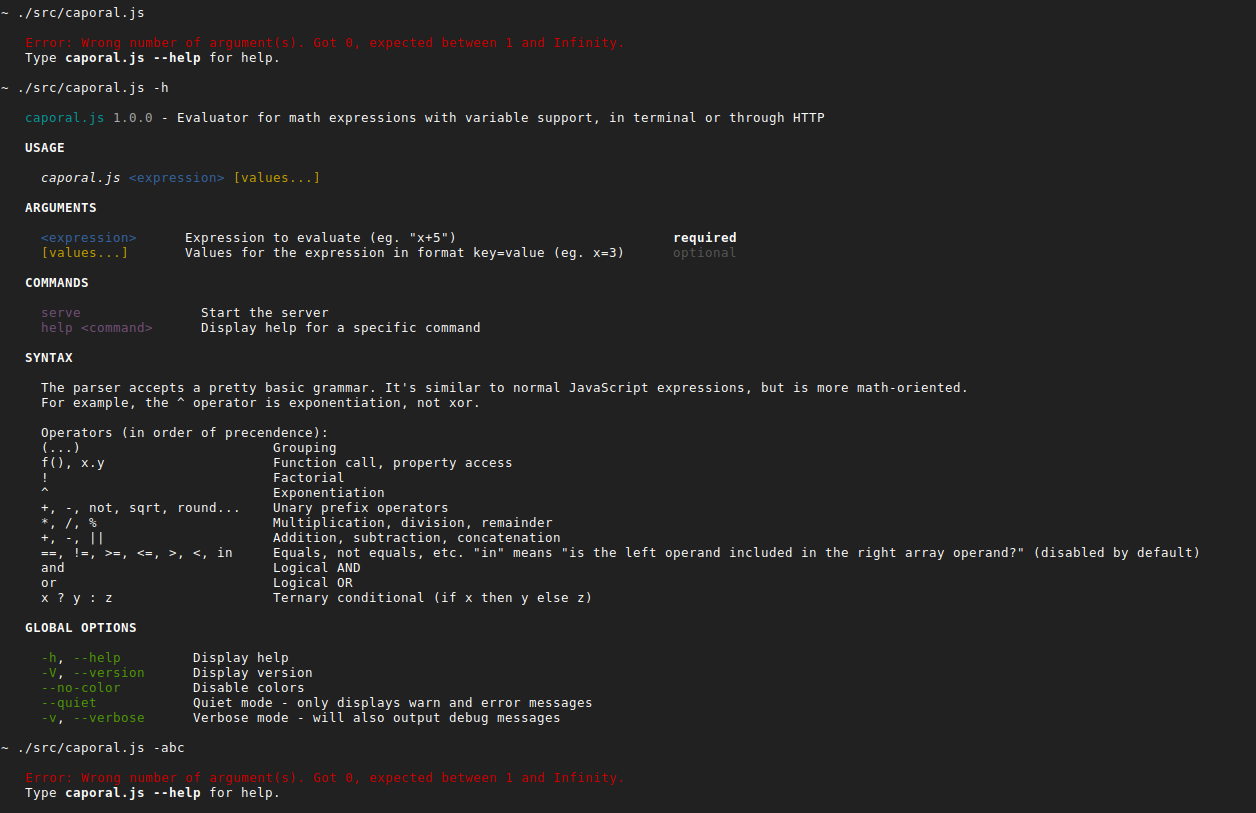 ~ ./src/caporal.js
Error: Wrong number of argument(s). Got 0, expected between 1 and Infinity.
Type caporal.js --help for help.
~ ./src/caporal.js -h
caporal.js 1.0.0 - Evaluator for math expressions with variable support, in terminal or through HTTP
USAGE
caporal.js <expression> [values...]
ARGUMENTS
<expression>      Expression to evaluate (eg. "x+5")                           required
[values...]       Values for the expression in format key=value (eg. x=3)      optional
COMMANDS
serve               Start the server
help <command>      Display help for a specific command
SYNTAX
The parser accepts a pretty basic grammar. It's similar to normal JavaScript expressions, but is more math-oriented.
For example, the ^ operator is exponentiation, not xor.
Operators (in order of precendence):
(...)                        Grouping
f(), x.y                     Function call, property access
!                            Factorial
^                            Exponentiation
+, -, not, sqrt, round...    Unary prefix operators
*, /, %                      Multiplication, division, remainder
+, -, ||                     Addition, subtraction, concatenation
==, !=, >=, <=, >, <, in     Equals, not equals, etc. "in" means "is the left operand included in the right array operand?" (disabled by default)
and                          Logical AND
or                           Logical OR
x ? y : z                    Ternary conditional (if x then y else z)
GLOBAL OPTIONS
-h, --help         Display help
-V, --version      Display version
--no-color         Disable colors
--quiet            Quiet mode - only displays warn and error messages
-v, --verbose      Verbose mode - will also output debug messages
~ ./src/caporal.js -abc
Error: Wrong number of argument(s). Got 0, expected between 1 and Infinity.
Type caporal.js --help for help.